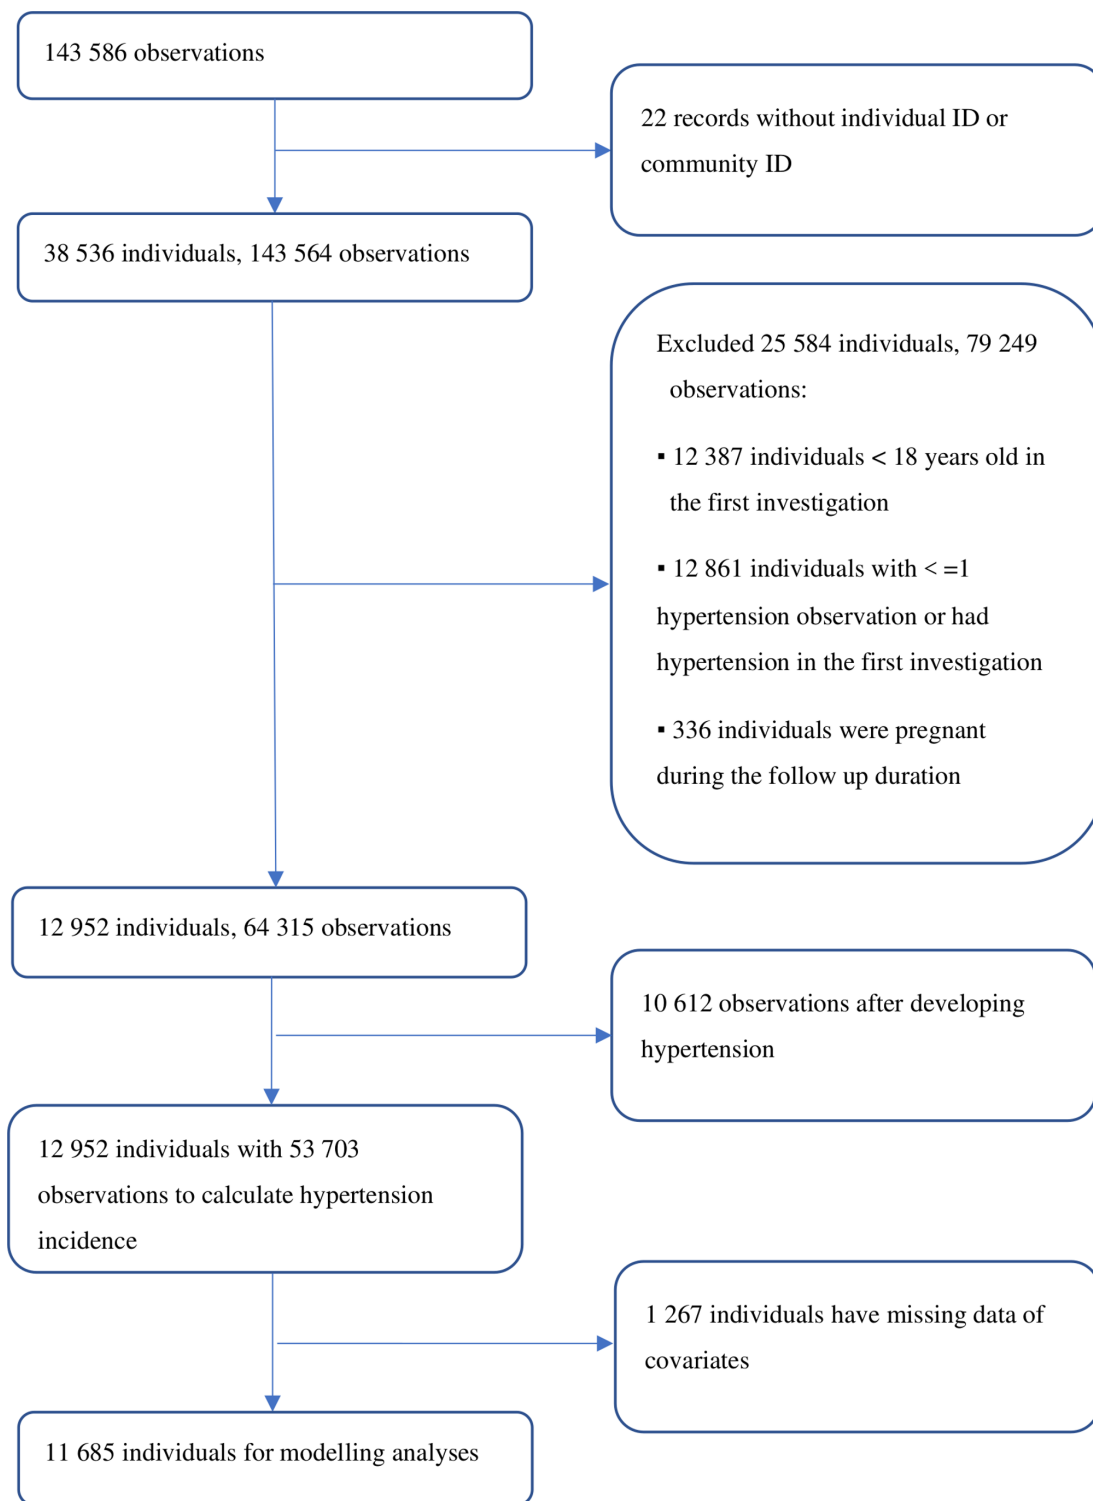 143 586 observations
22 records without individual ID or
community ID
38 536 individuals, 143 564 observations
Excluded 25 584 individuals, 79 249
observations:
▪ 12 387 individuals < 18 years old in
the first investigation
▪ 12 861 individuals with < =1
hypertension observation or had
hypertension in the first investigation
▪ 336 individuals were pregnant
during the follow up duration
12 952 individuals, 64 315 observations
10 612 observations after developing
hypertension
12 952 individuals with 53 703
observations to calculate hypertension
incidence
1 267 individuals have missing data of
covariates
11 685 individuals for modelling analyses